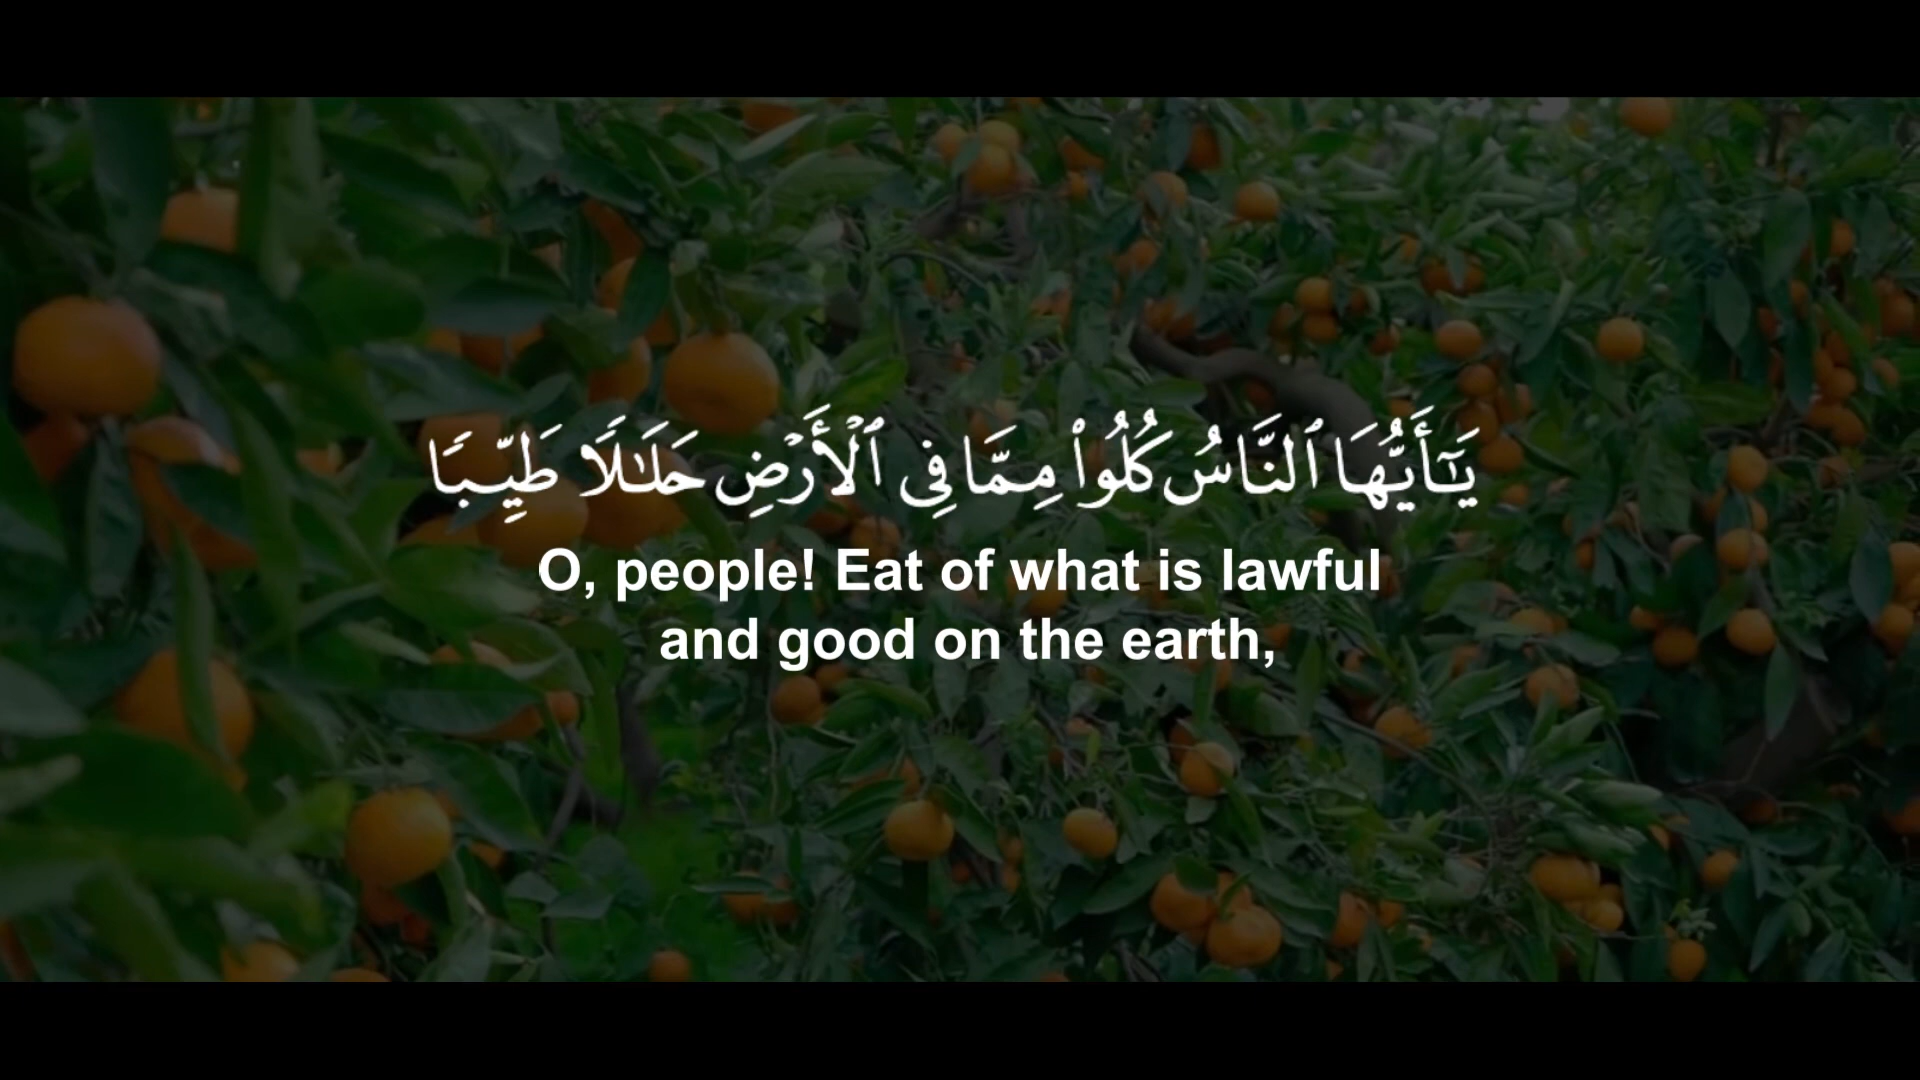 يَـٰٓأَيُّهَا ٱلنَّاسُ كُلُوا۟ مِمَّا فِى ٱلْأَرْضِ حَلَـٰلًا طَيِّبًا
O, people! Eat of what is lawful
and good on the earth,